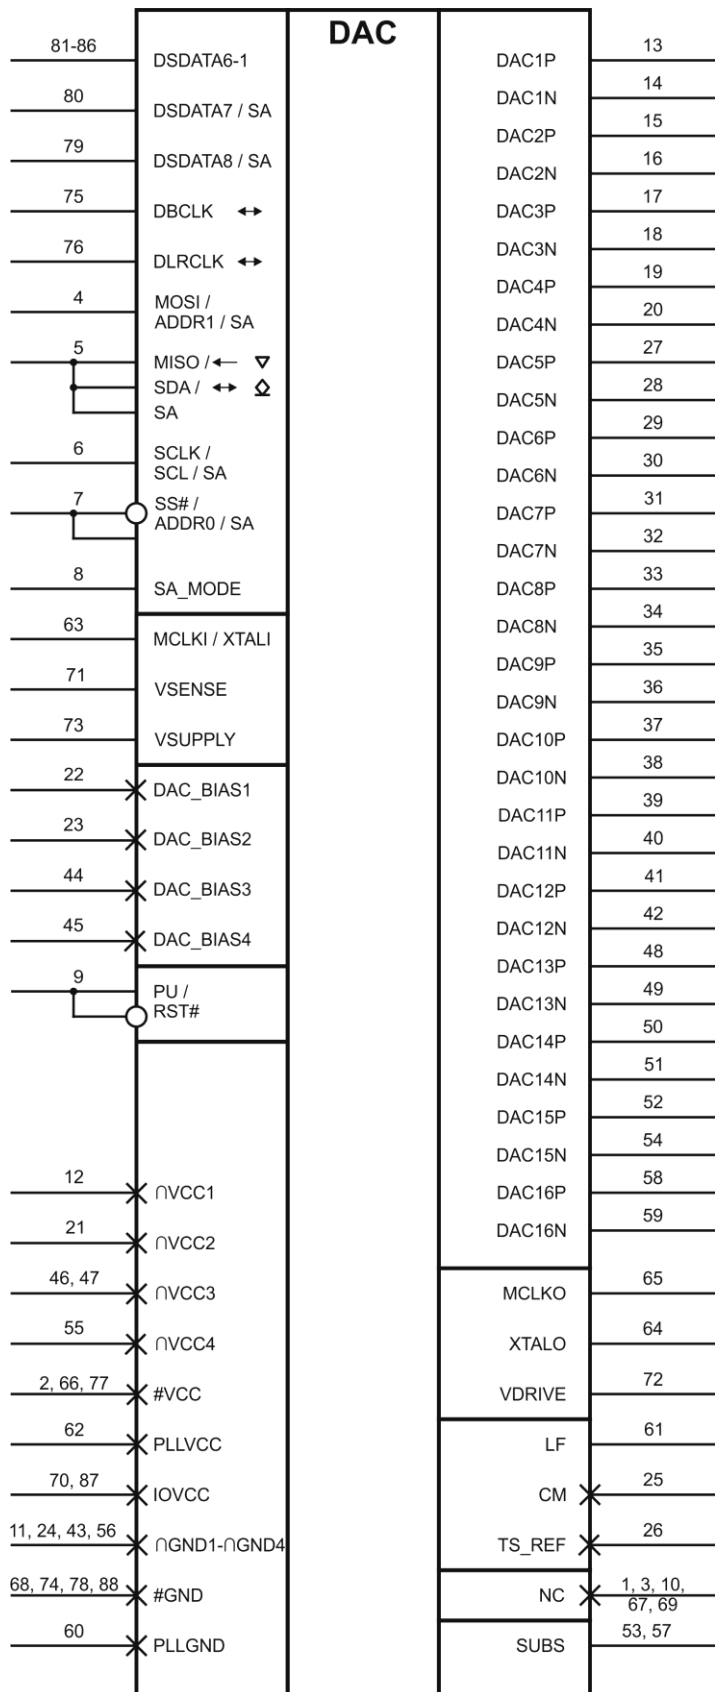 DAC
81-86
DSDATA6-1
80
DSDATA7 / SA
79
DSDATA8 / SA
75
DBCLK ↔
76
DLRCLK ↔
4
MOSI /
ADDR1 / SA
5
MISO / ← ▽
SDA / ↔ ◇
SA
6
SCLK /
SCL / SA
7
SS# /
ADDR0 / SA
8
SA_MODE
63
MCLKI / XTALI
71
VSENSE
73
VSUPPLY
22
DAC_BIAS1
23
DAC_BIAS2
44
DAC_BIAS3
45
DAC_BIAS4
9
PU /
RST#
12
∩VCC1
21
∩VCC2
46, 47
∩VCC3
55
∩VCC4
2, 66, 77
#VCC
62
PLLVCC
70, 87
IOVCC
11, 24, 43, 56
∩GND1-∩GND4
68, 74, 78, 88
#GND
60
PLLGND
DAC1P
13
DAC1N
14
DAC2P
15
DAC2N
16
DAC3P
17
DAC3N
18
DAC4P
19
DAC4N
20
DAC5P
27
DAC5N
28
DAC6P
29
DAC6N
30
DAC7P
31
DAC7N
32
DAC8P
33
DAC8N
34
DAC9P
35
DAC9N
36
DAC10P
37
DAC10N
38
DAC11P
39
DAC11N
40
DAC12P
41
DAC12N
42
DAC13P
48
DAC13N
49
DAC14P
50
DAC14N
51
DAC15P
52
DAC15N
54
DAC16P
58
DAC16N
59
MCLKO
65
XTALO
64
VDRIVE
72
LF
61
CM
25
TS_REF
26
NC
1, 3, 10,
67, 69
SUBS
53, 57